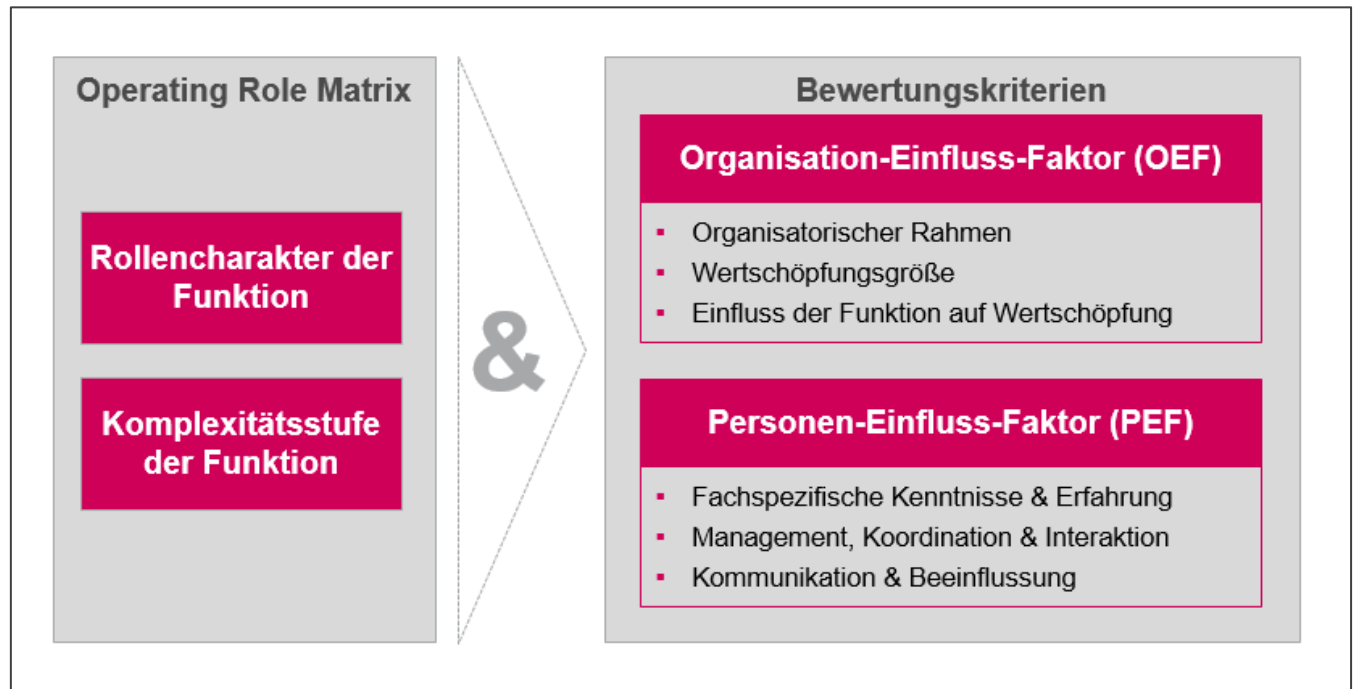 Operating Role Matrix
Rollencharakter der
Funktion
Komplexitätsstufe
der Funktion
&
Bewertungskriterien
Organisation-Einfluss-Faktor (OEF)
▪ Organisatorischer Rahmen
▪ Wertschöpfungsgröße
▪ Einfluss der Funktion auf Wertschöpfung
Personen-Einfluss-Faktor (PEF)
▪ Fachspezifische Kenntnisse & Erfahrung
▪ Management, Koordination & Interaktion
▪ Kommunikation & Beeinflussung